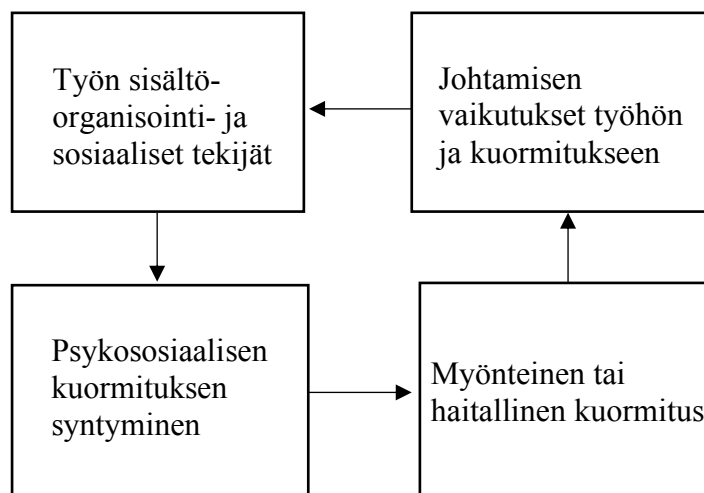 Työn sisältö-
organisointi- ja
sosiaaliset tekijät
Johtamisen
vaikutukset työhön
ja kuormitukseen
Psykososiaalisen
kuormituksen
syntyminen
Myönteinen tai
haitallinen kuormitus